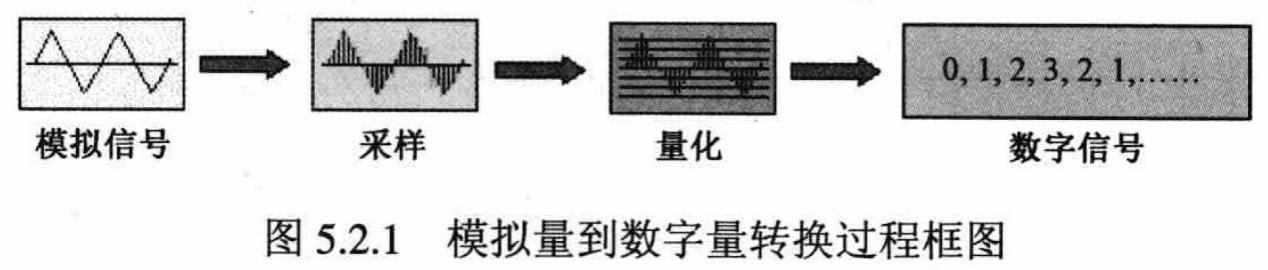 0, 1, 2, 3, 2, 1,……
模拟信号 采样 量化 数字信号
图 5.2.1 模拟量到数字量转换过程框图